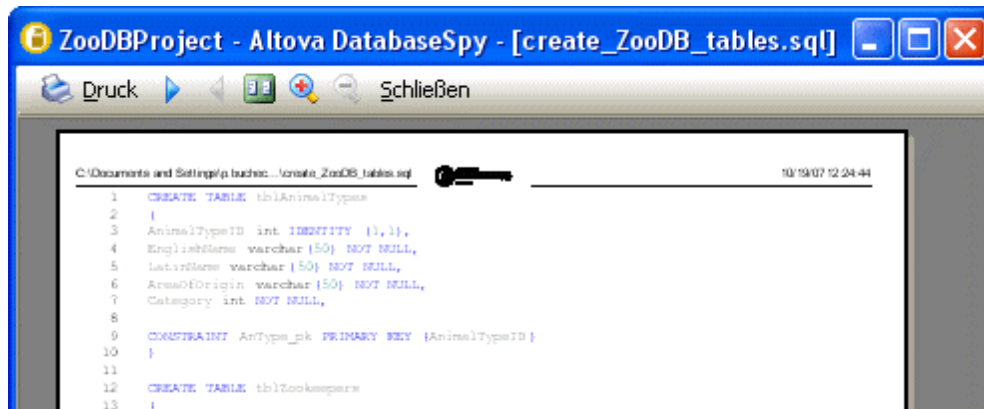 ZooDBProject - Altova DatabaseSpy - [create_ZooDB_tables.sql]
Druck Schließen
C:\Documents and Settings\p.buchec...\create_ZooDB_tables.sql 10/19/07 12:24:44
1 CREATE TABLE tblAnimalTypes
2 (
3 AnimalTypeID int IDENTITY (1,1),
4 EnglishName varchar(50) NOT NULL,
5 LatinName varchar(50) NOT NULL,
6 AreaOfOrigin varchar(50) NOT NULL,
7 Category int NOT NULL,
8
9 CONSTRAINT AnType_pk PRIMARY KEY (AnimalTypeID)
10 )
11
12 CREATE TABLE tblZookeepers
13 (